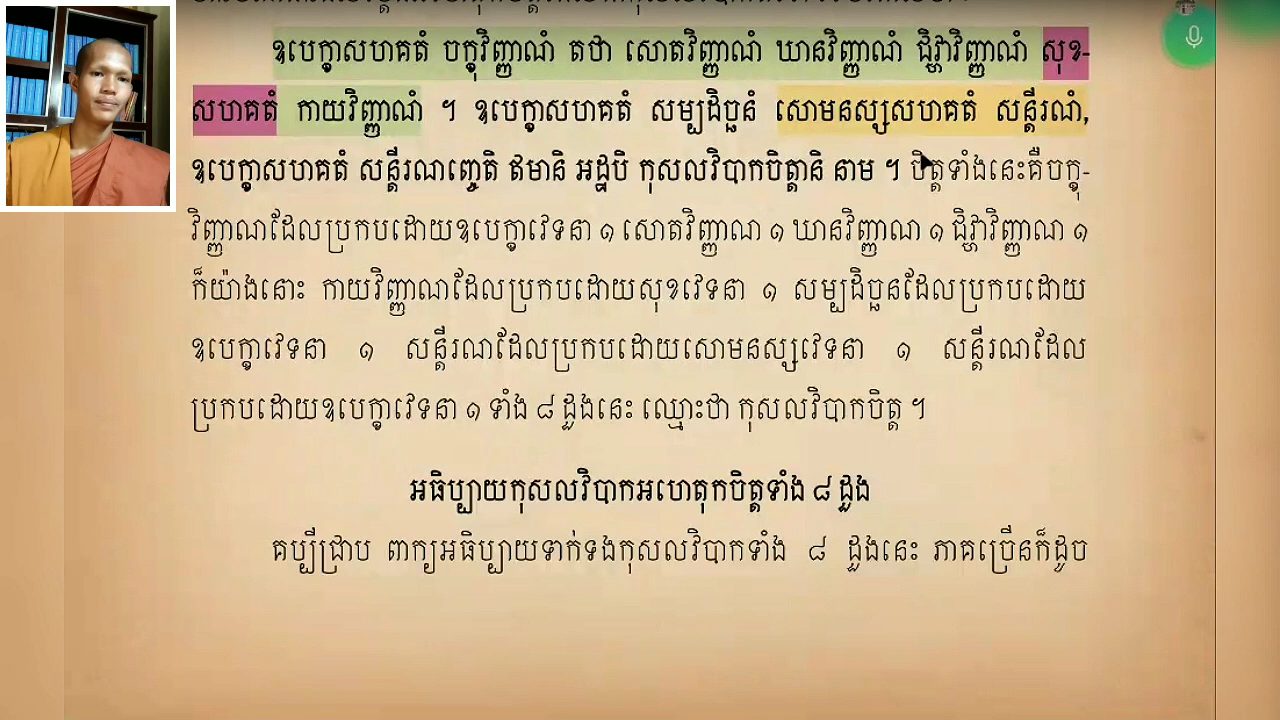 ឧបេក្ខាសហគតំ ចក្ខុវិញ្ញាណំ តថា សោតវិញ្ញាណំ ឃានវិញ្ញាណំ ជិវ្ហាវិញ្ញាណំ សុខ-
សហគតំ កាយវិញ្ញាណំ ។ ឧបេក្ខាសហគតំ សម្បដិច្ឆនំ សោមនស្សសហគតំ សន្តីរណំ,
ឧបេក្ខាសហគតំ សន្តីរណញ្ចេតិ ឥមានិ អដ្ឋបិ កុសលវិបាកចិត្តានិ នាម ។ ចិត្តទាំងនេះគឺចក្ខុ-
វិញ្ញាណដែលប្រកបដោយឧបេក្ខាវេទនា ១ សោតវិញ្ញាណ ១ ឃានវិញ្ញាណ ១ ជិវ្ហាវិញ្ញាណ ១
ក៏យ៉ាងនោះ កាយវិញ្ញាណដែលប្រកបដោយសុខវេទនា ១ សម្បដិច្ឆនដែលប្រកបដោយ
ឧបេក្ខាវេទនា ១ សន្តីរណដែលប្រកបដោយសោមនស្សវេទនា ១ សន្តីរណដែល
ប្រកបដោយឧបេក្ខាវេទនា ១ ទាំង ៨ ដួងនេះ ឈ្មោះថា កុសលវិបាកចិត្ត ។
អធិប្បាយកុសលវិបាកអហេតុកចិត្តទាំង ៨ ដួង
គប្បីជ្រាប ពាក្យអធិប្បាយទាក់ទងកុសលវិបាកទាំង ៨ ដួងនេះ ភាគច្រើនក៏ដូច